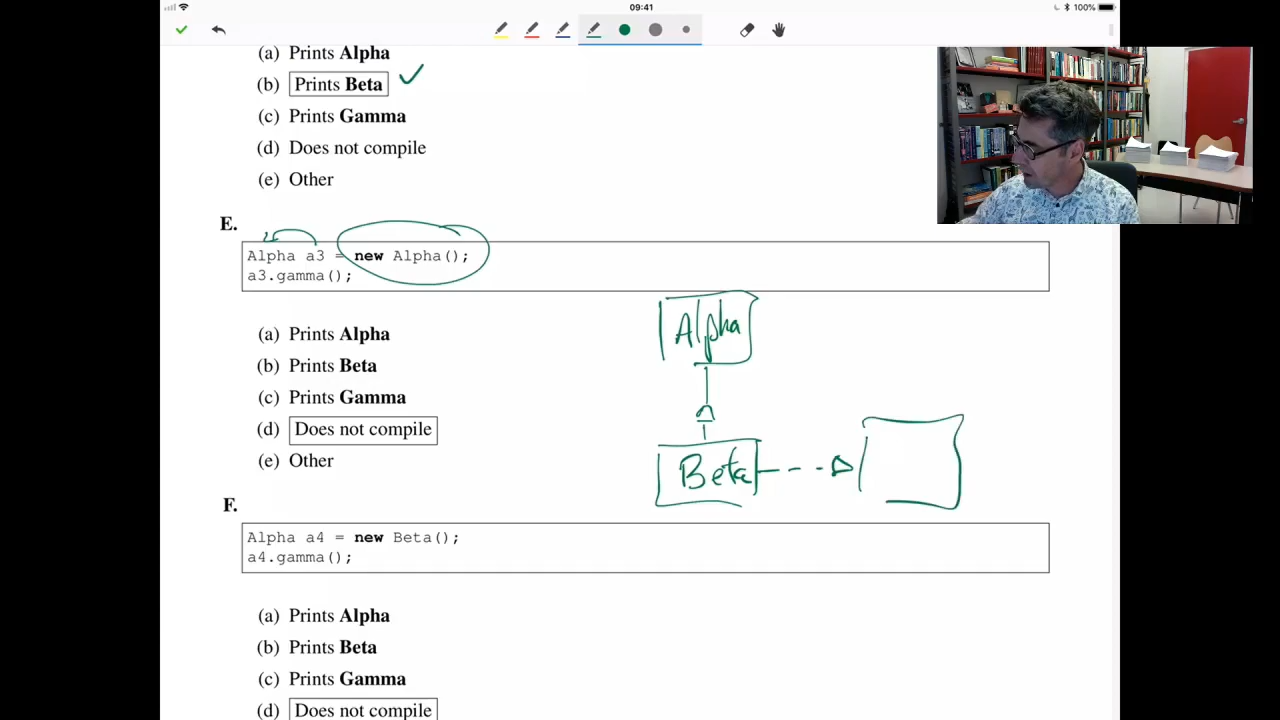 09:41
100%
(a) Prints Alpha
(b) Prints Beta
(c) Prints Gamma
(d) Does not compile
(e) Other
E.
Alpha a3 = new Alpha();
a3.gamma();
(a) Prints Alpha
(b) Prints Beta
(c) Prints Gamma
(d) Does not compile
(e) Other
Alpha
Beta
F.
Alpha a4 = new Beta();
a4.gamma();
(a) Prints Alpha
(b) Prints Beta
(c) Prints Gamma
(d) Does not compile